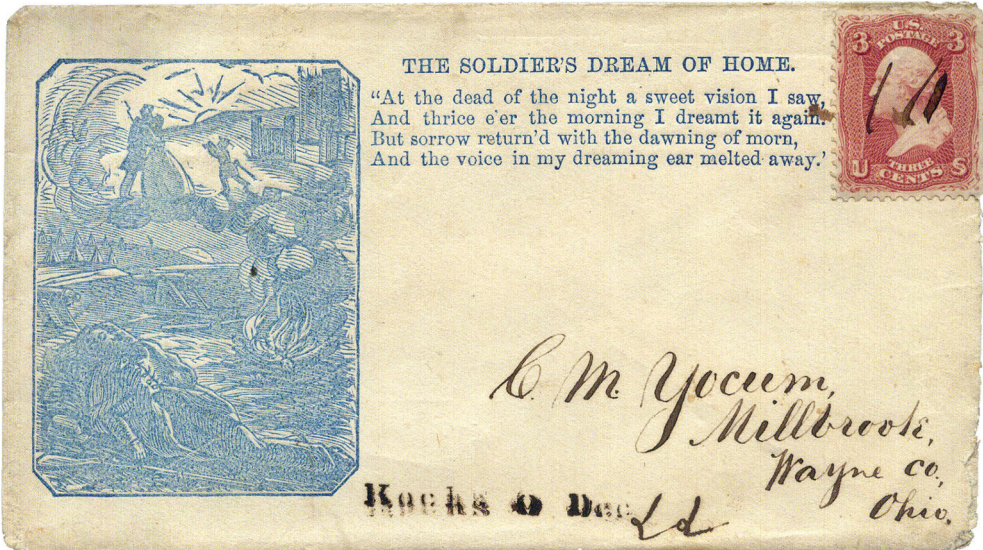 THE SOLDIER'S DREAM OF HOME.
“At the dead of the night a sweet vision I saw,
And thrice e'er the morning I dreamt it again.
But sorrow return'd with the dawning of morn,
And the voice in my dreaming ear melted away.'
U.S.
POSTAGE
3 3
THREE
CENTS
U S
C. M. Yocum,
Millbrook,
Wayne Co.,
Ohio.
O Dec